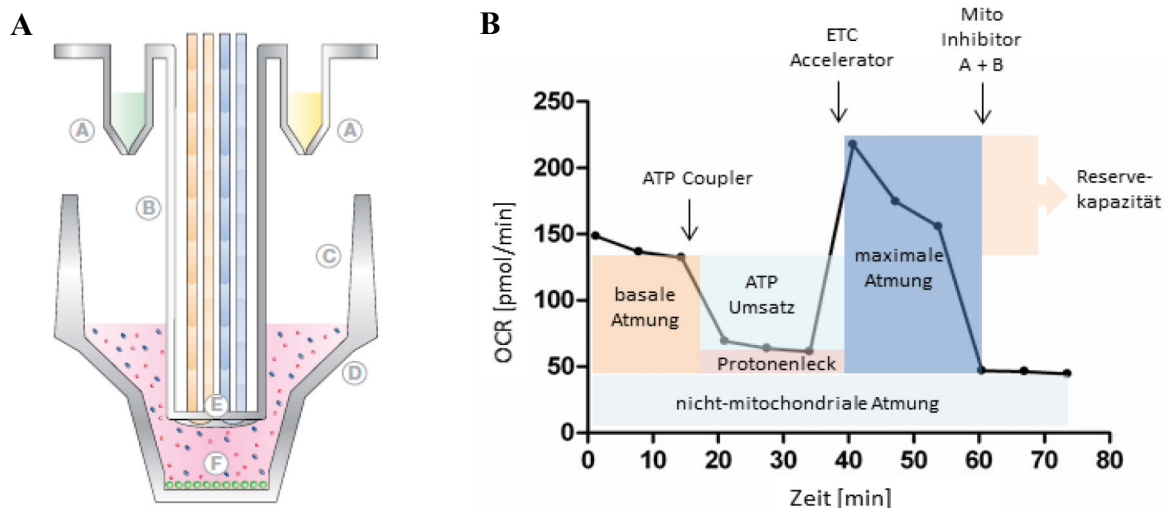 A
A
A
B
C
D
E
F
B
ETC
Accelerator
Mito
Inhibitor
A + B
ATP Coupler
Reserve-
kapazität
basale
Atmung
ATP
Umsatz
Protonenleck
maximale
Atmung
nicht-mitochondriale Atmung
OCR [pmol/min]
250
200
150
100
50
0
0 10 20 30 40 50 60 70 80
Zeit [min]